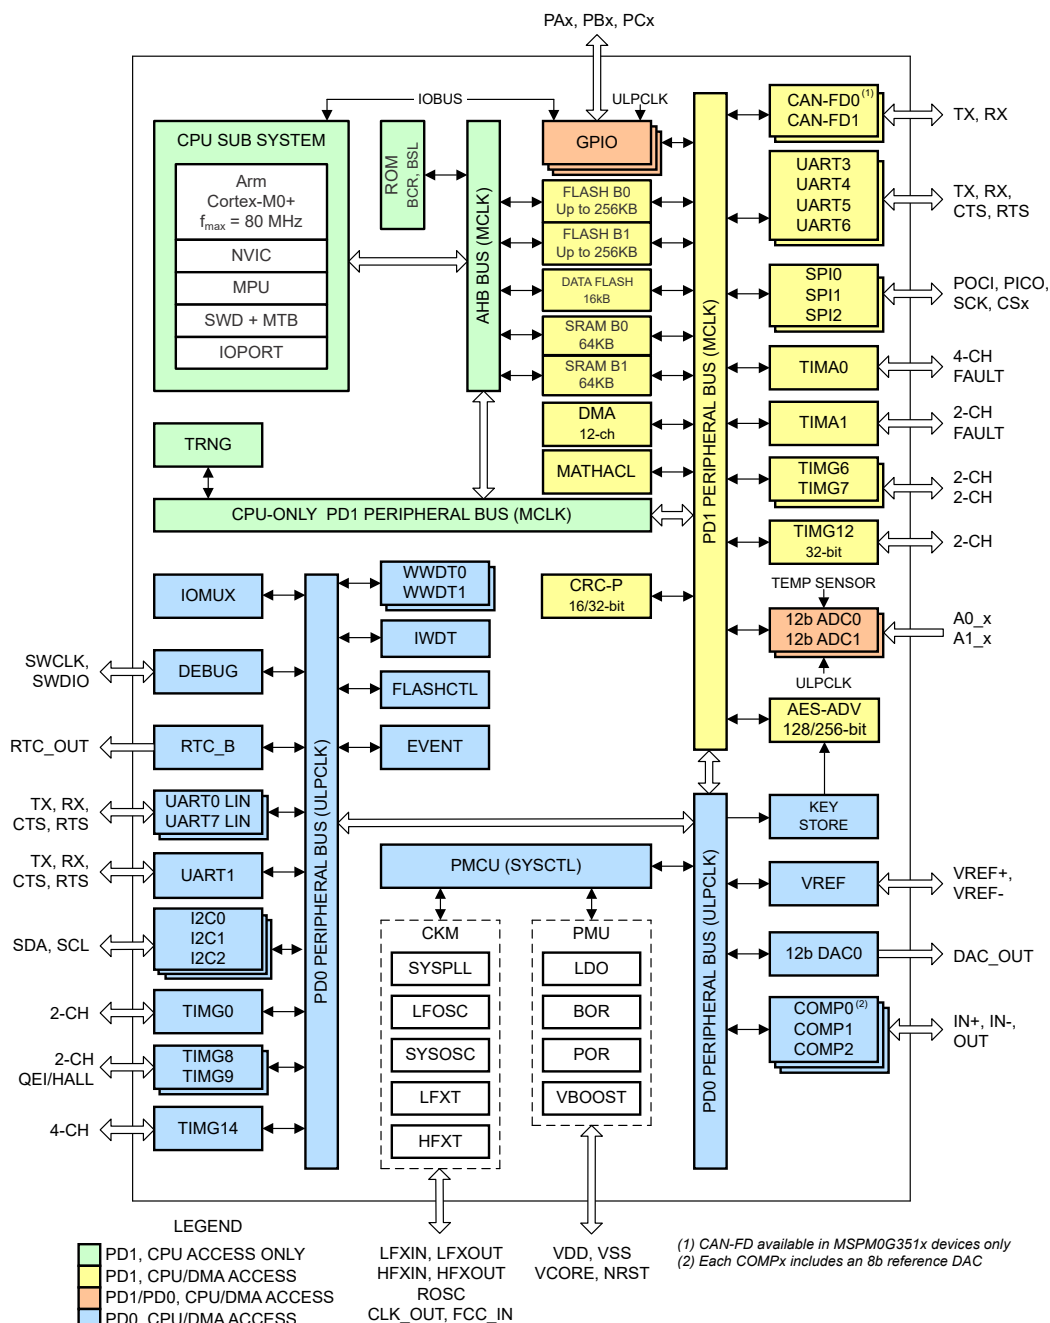 PAx, PBx, PCx
IOBUS
ULPCLK
CPU SUB SYSTEM
Arm
Cortex-M0+
fmax = 80 MHz
NVIC
MPU
SWD + MTB
IOPORT
ROM
BCR, BSL
AHB BUS (MCLK)
GPIO
FLASH B0
Up to 256KB
FLASH B1
Up to 256KB
DATA FLASH
16kB
SRAM B0
64KB
SRAM B1
64KB
DMA
12-ch
MATHACL
TRNG
CPU-ONLY PD1 PERIPHERAL BUS (MCLK)
CRC-P
16/32-bit
PD1 PERIPHERAL BUS (MCLK)
CAN-FD0(1)
CAN-FD1
TX, RX
UART3
UART4
UART5
UART6
TX, RX,
CTS, RTS
SPI0
SPI1
SPI2
POCI, PICO,
SCK, CSx
TIMA0
4-CH
FAULT
TIMA1
2-CH
FAULT
TIMG6
TIMG7
2-CH
2-CH
TIMG12
32-bit
2-CH
TEMP SENSOR
12b ADC0
12b ADC1
A0_x
A1_x
ULPCLK
AES-ADV
128/256-bit
KEY
STORE
IOMUX
SWCLK,
SWDIO
DEBUG
RTC_OUT
RTC_B
TX, RX,
CTS, RTS
UART0 LIN
UART7 LIN
TX, RX,
CTS, RTS
UART1
SDA, SCL
I2C0
I2C1
I2C2
2-CH
TIMG0
2-CH
QEI/HALL
TIMG8
TIMG9
4-CH
TIMG14
PD0 PERIPHERAL BUS (ULPCLK)
WWDT0
WWDT1
IWDT
FLASHCTL
EVENT
PMCU (SYSCTL)
CKM
SYSPLL
LFOSC
SYSOSC
LFXT
HFXT
PMU
LDO
BOR
POR
VBOOST
PD0 PERIPHERAL BUS (ULPCLK)
VREF
VREF+,
VREF-
12b DAC0
DAC_OUT
COMP0(2)
COMP1
COMP2
IN+, IN-,
OUT
LEGEND
PD1, CPU ACCESS ONLY
PD1, CPU/DMA ACCESS
PD1/PD0, CPU/DMA ACCESS
PD0, CPU/DMA ACCESS
LFXIN, LFXOUT
HFXIN, HFXOUT
ROSC
CLK_OUT, FCC_IN
VDD, VSS
VCORE, NRST
(1) CAN-FD available in MSPM0G351x devices only
(2) Each COMPx includes an 8b reference DAC